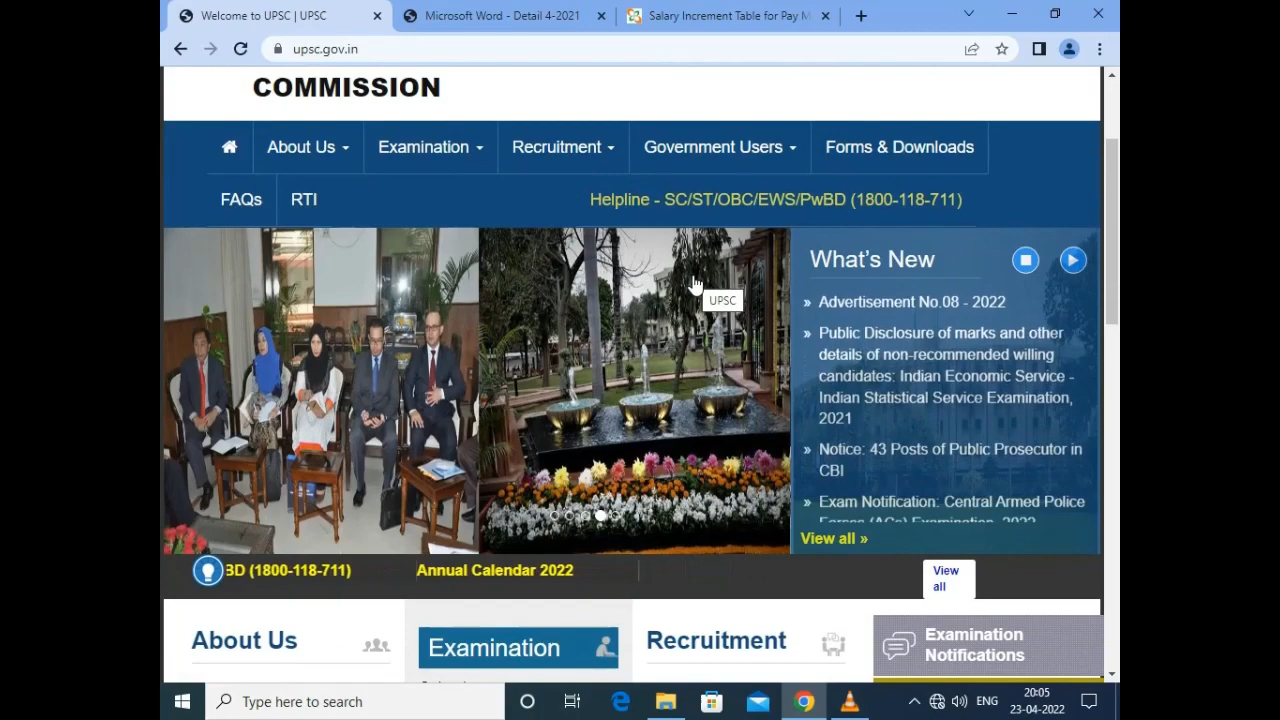 Welcome to UPSC | UPSC
Microsoft Word - Detail 4-2021
Salary Increment Table for Pay M
upsc.gov.in
COMMISSION
About Us
Examination
Recruitment
Government Users
Forms & Downloads
FAQs
RTI
Helpline - SC/ST/OBC/EWS/PwBD (1800-118-711)
UPSC
What's New
» Advertisement No.08 - 2022
» Public Disclosure of marks and other
details of non-recommended willing
candidates: Indian Economic Service -
Indian Statistical Service Examination,
2021
» Notice: 43 Posts of Public Prosecutor in
CBI
» Exam Notification: Central Armed Police
Forces (ACs) Examination, 2022
View all »
BD (1800-118-711)
Annual Calendar 2022
View
all
About Us
Examination
Recruitment
Examination
Notifications
Type here to search
ENG
20:05
23-04-2022